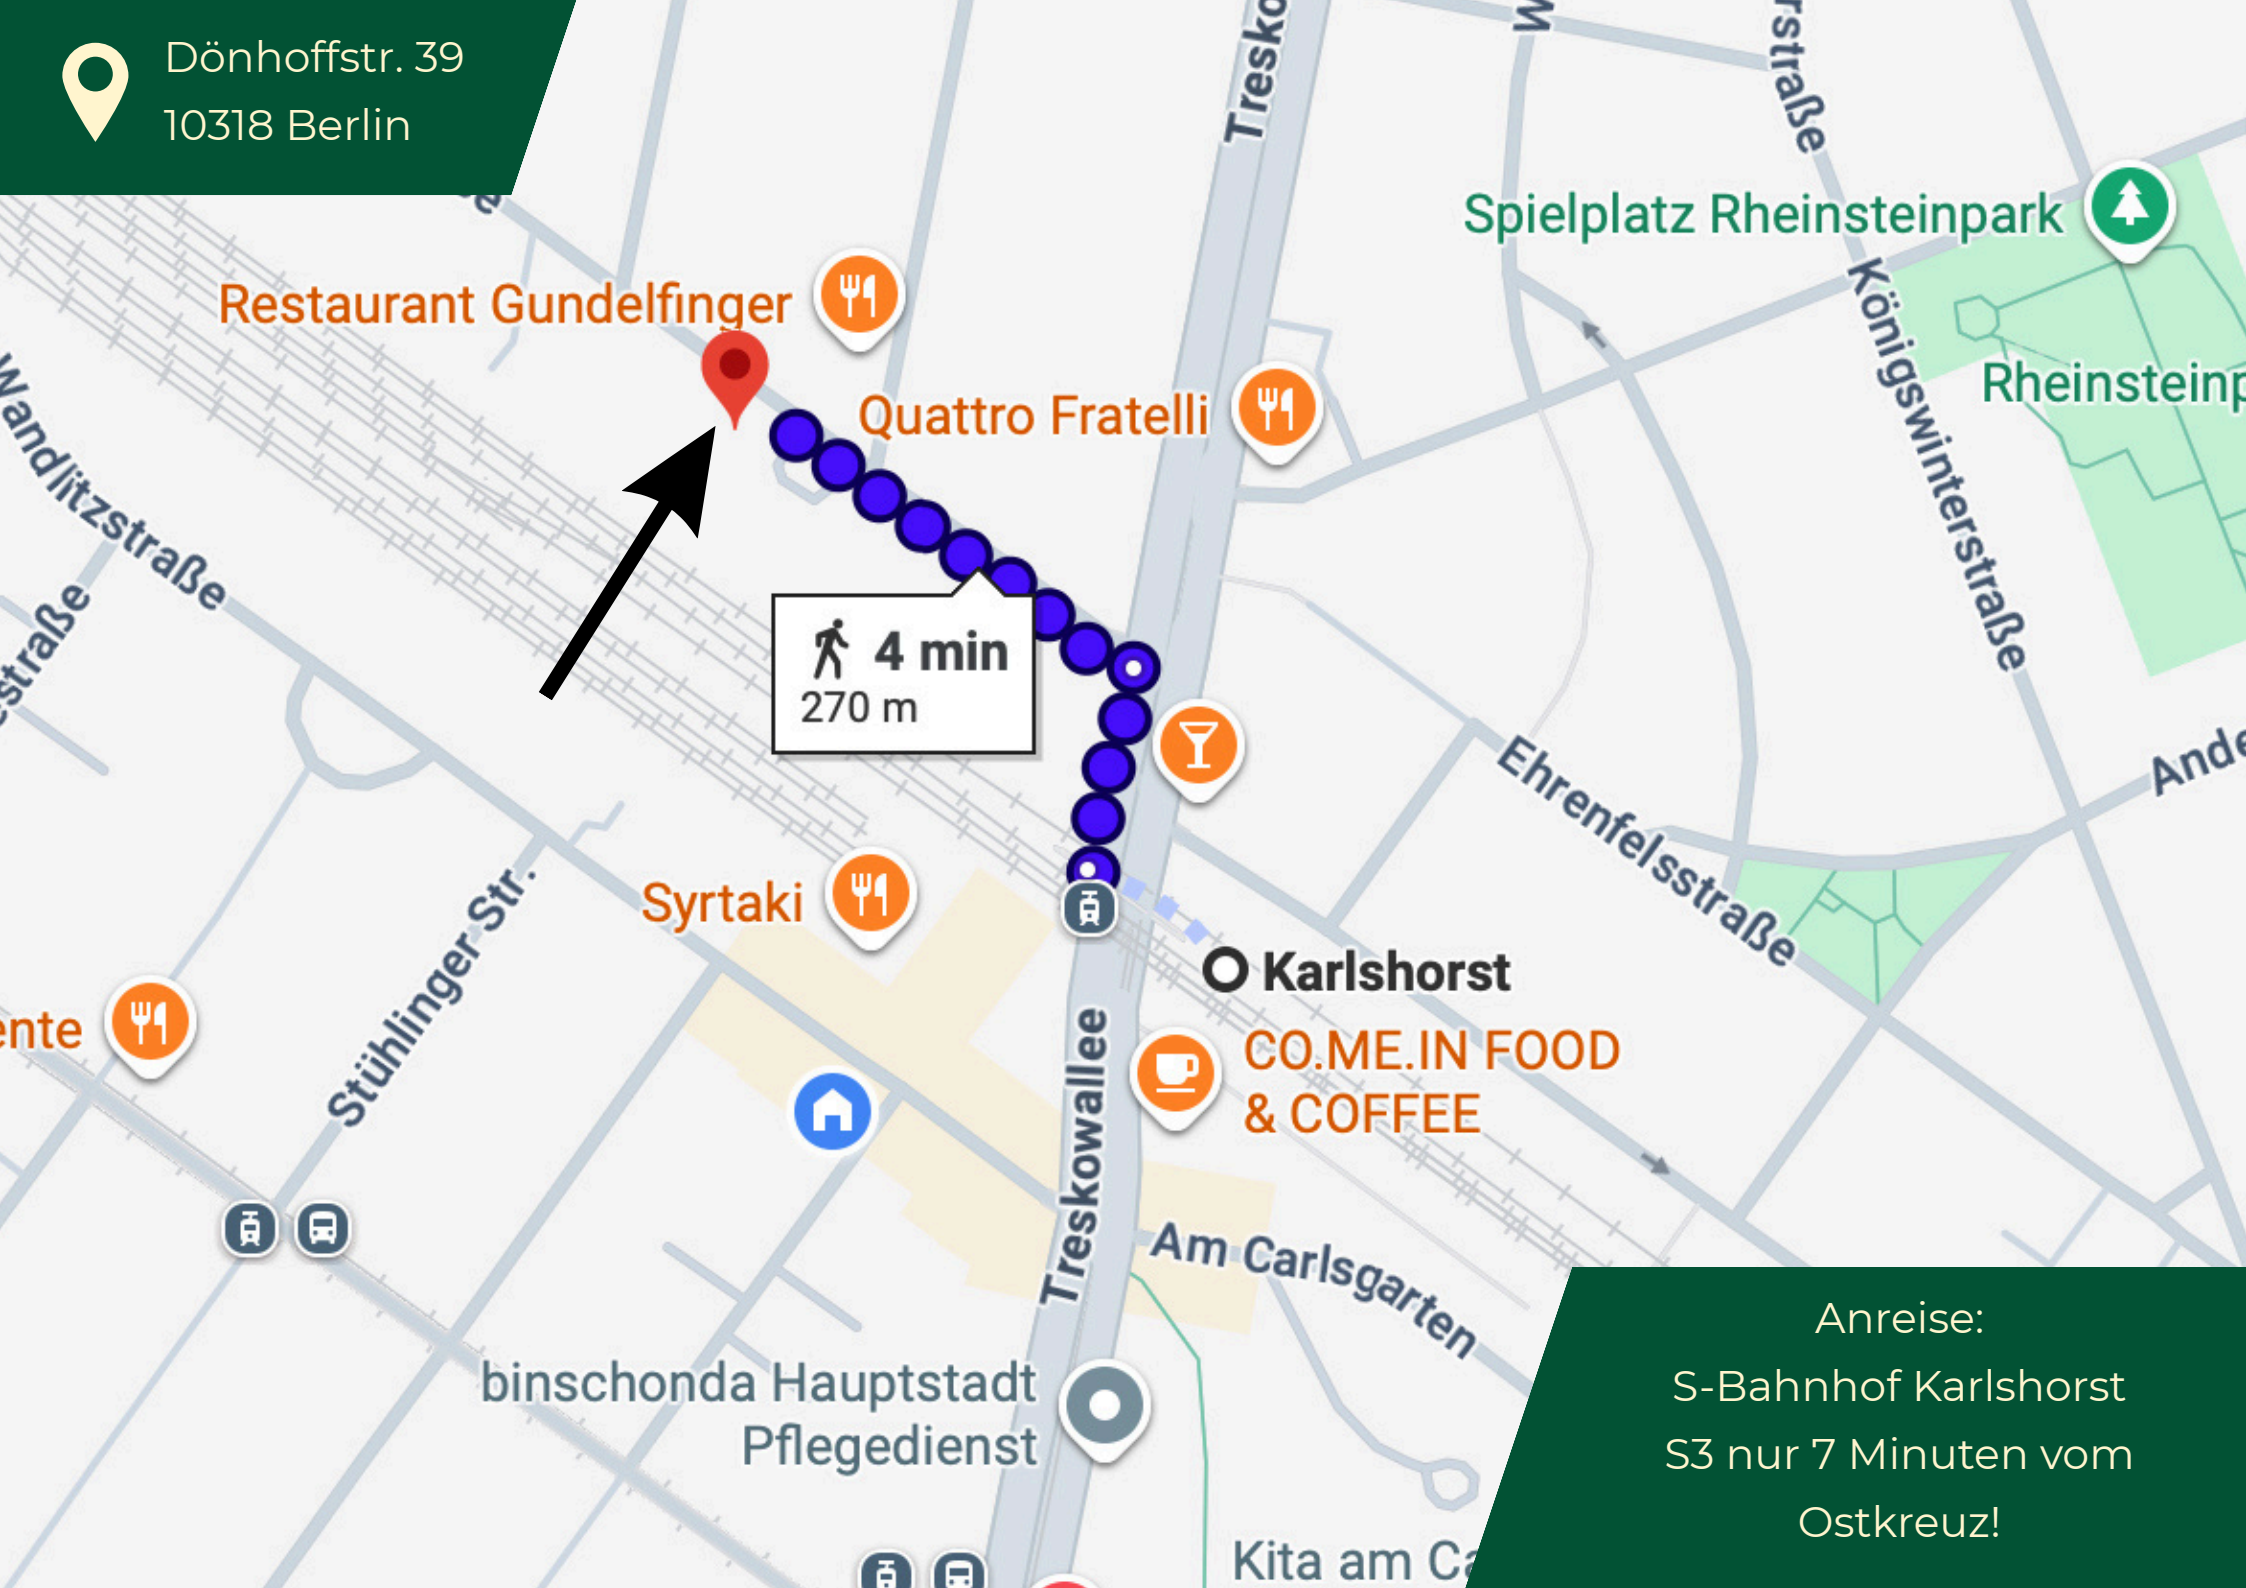 Dönhoffstr. 39
10318 Berlin
Tresko
Spielplatz Rheinsteinpark
Restaurant Gundelfinger
Quattro Fratelli
Königswinterstraße
Wandlitzstraße
4 min
270 m
Ehrenfelsstraße
Syrtaki
Stühlinger Str.
Karlshorst
CO.ME.IN FOOD
& COFFEE
Treskowallee
Am Carlsgarten
binschonda Hauptstadt
Pflegedienst
Kita am
Anreise:
S-Bahnhof Karlshorst
S3 nur 7 Minuten vom
Ostkreuz!